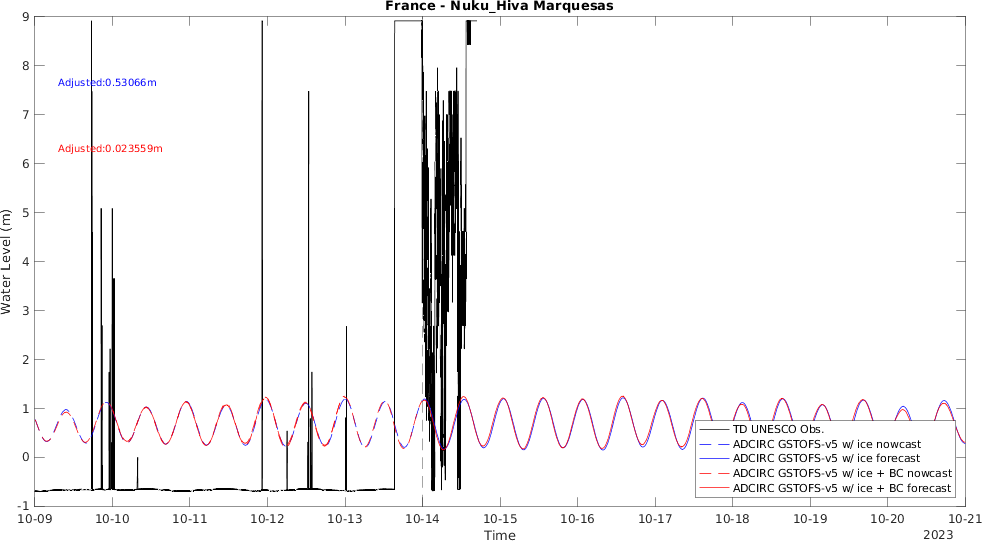 France - Nuku_Hiva Marquesas
9
8
7
6
5
4
3
2
1
0
-1
Water Level (m)
Adjusted:0.53066m
Adjusted:0.023559m
TD UNESCO Obs.
ADCIRC GSTOFS-v5 w/ ice nowcast
ADCIRC GSTOFS-v5 w/ ice forecast
ADCIRC GSTOFS-v5 w/ ice + BC nowcast
ADCIRC GSTOFS-v5 w/ ice + BC forecast
10-09 10-10 10-11 10-12 10-13 10-14 10-15 10-16 10-17 10-18 10-19 10-20 10-21
Time
2023